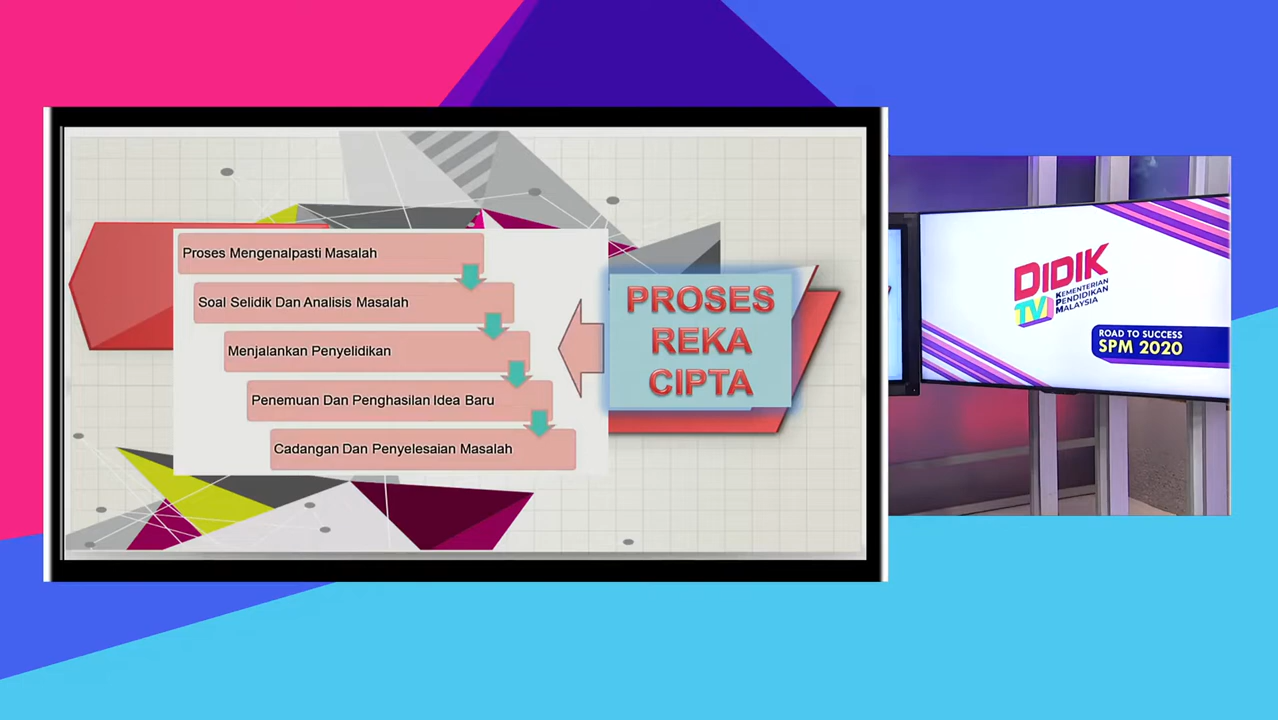 Proses Mengenalpasti Masalah
Soal Selidik Dan Analisis Masalah
Menjalankan Penyelidikan
Penemuan Dan Penghasilan Idea Baru
Cadangan Dan Penyelesaian Masalah
PROSES
REKA
CIPTA
DIDIK
TV
KEMENTERIAN
PENDIDIKAN
MALAYSIA
ROAD TO SUCCESS
SPM 2020